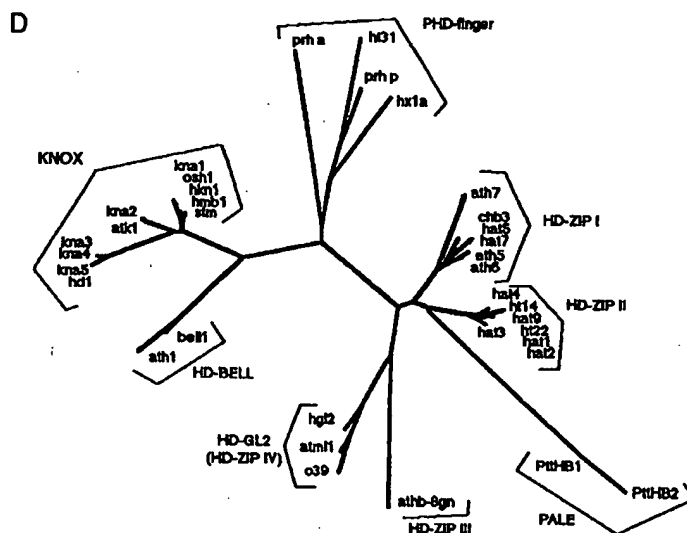 D
PHD-finger
prh a
ht31
prh p
hx1a
KNOX
kna1
osh1
hkn1
hmb1
stm
kna2
atk1
kna3
kna4
kna5
hd1
ath7
chb3
hat5
hat7
ath5
ath6
HD-ZIP I
hat4
ht14
hat9
ht22
hat1
hat2
hat3
HD-ZIP II
bell1
ath1
HD-BELL
hgl2
atml1
o39
HD-GL2
(HD-ZIP IV)
athb-8gn
HD-ZIP III
PttHB1
PttHB2
PALE